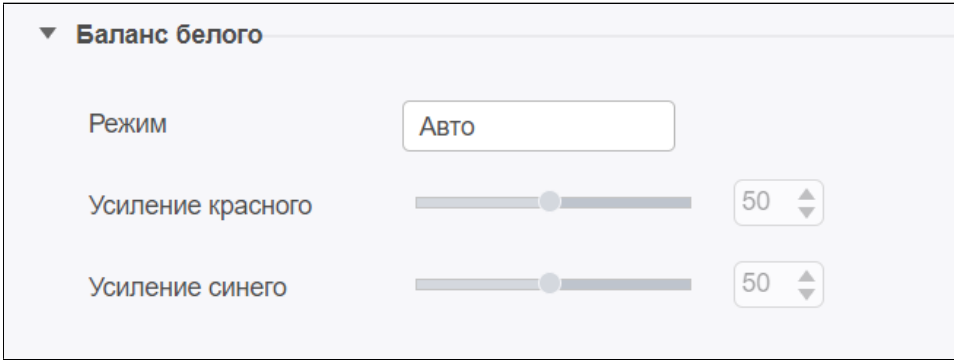 Баланс белого
Режим Авто
Усиление красного 50
Усиление синего 50